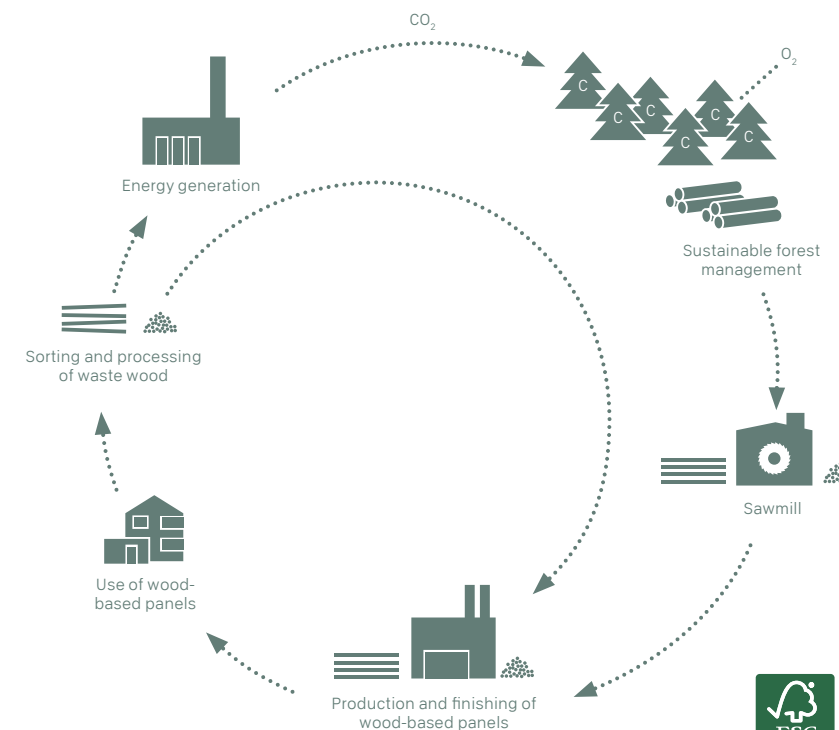 CO₂
O₂
C
C
C
C
C
C
Energy generation
Sustainable forest
management
Sorting and processing
of waste wood
Sawmill
Use of wood-
based panels
Production and finishing of
wood-based panels